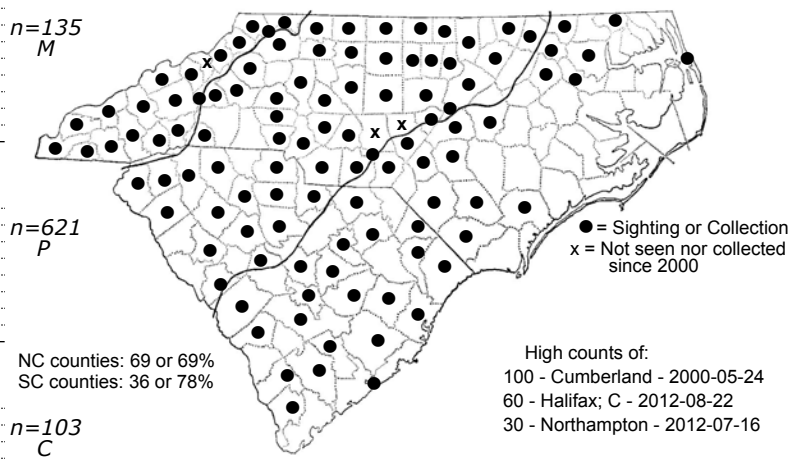 n=135
M
n=621
P
● = Sighting or Collection
x = Not seen nor collected
since 2000
NC counties: 69 or 69%
SC counties: 36 or 78%
High counts of:
100 - Cumberland - 2000-05-24
60 - Halifax; C - 2012-08-22
30 - Northampton - 2012-07-16
n=103
C
x
x
x